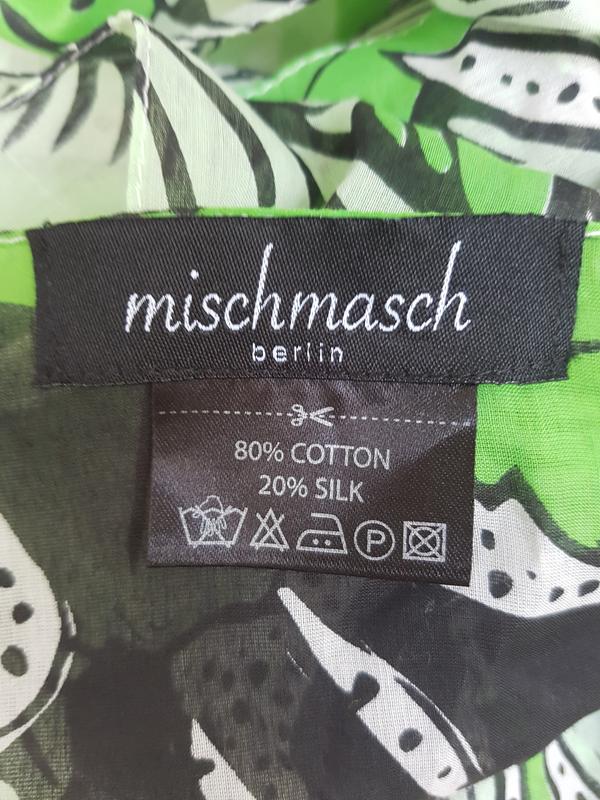 mischmasch
berlin
80% COTTON
20% SILK
P